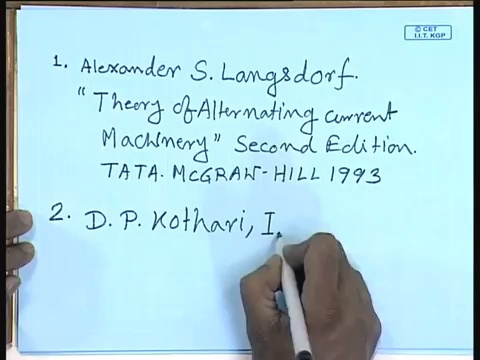 © CET
I.I.T. KGP
1. Alexander S. Langsdorf.
"Theory of Alternating current
Machinery" Second Edition.
TATA. McGRAW-HILL 1993
2. D. P. Kothari, I.